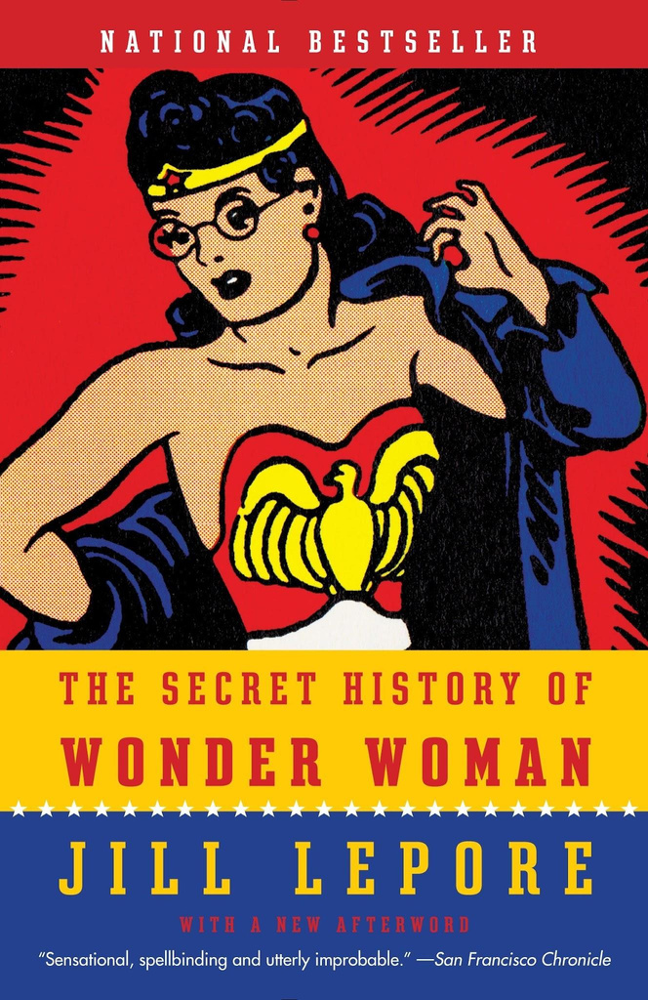 NATIONAL BESTSELLER
THE SECRET HISTORY OF
WONDER WOMAN
JILL LEPORE
WITH A NEW AFTERWORD
“Sensational, spellbinding and utterly improbable.” —San Francisco Chronicle